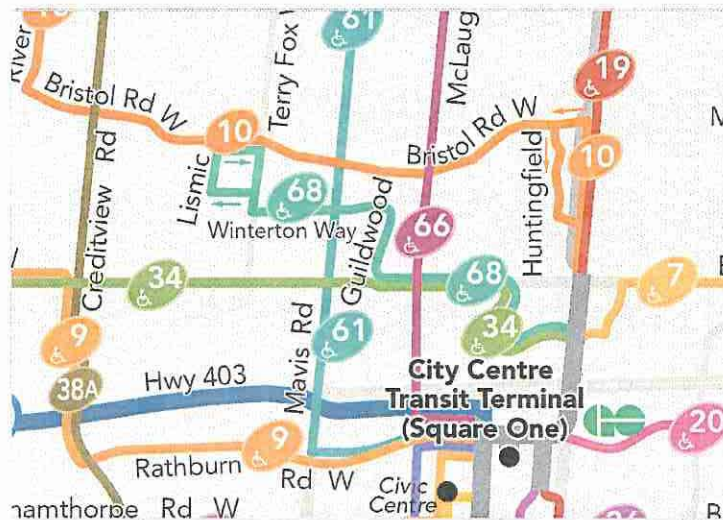 61
River
Terry Fox
McLaug
19
Bristol Rd W
10
Bristol Rd W
10
Creditview Rd
Lismic
68
Winterton Way
Guildwood
66
Huntingfield
34
68
7
9
34
61
Mavis Rd
38A
Hwy 403
City Centre
Transit Terminal
(Square One)
GO
20
9
Rathburn Rd W
Civic
Centre
hamthorpe Rd W